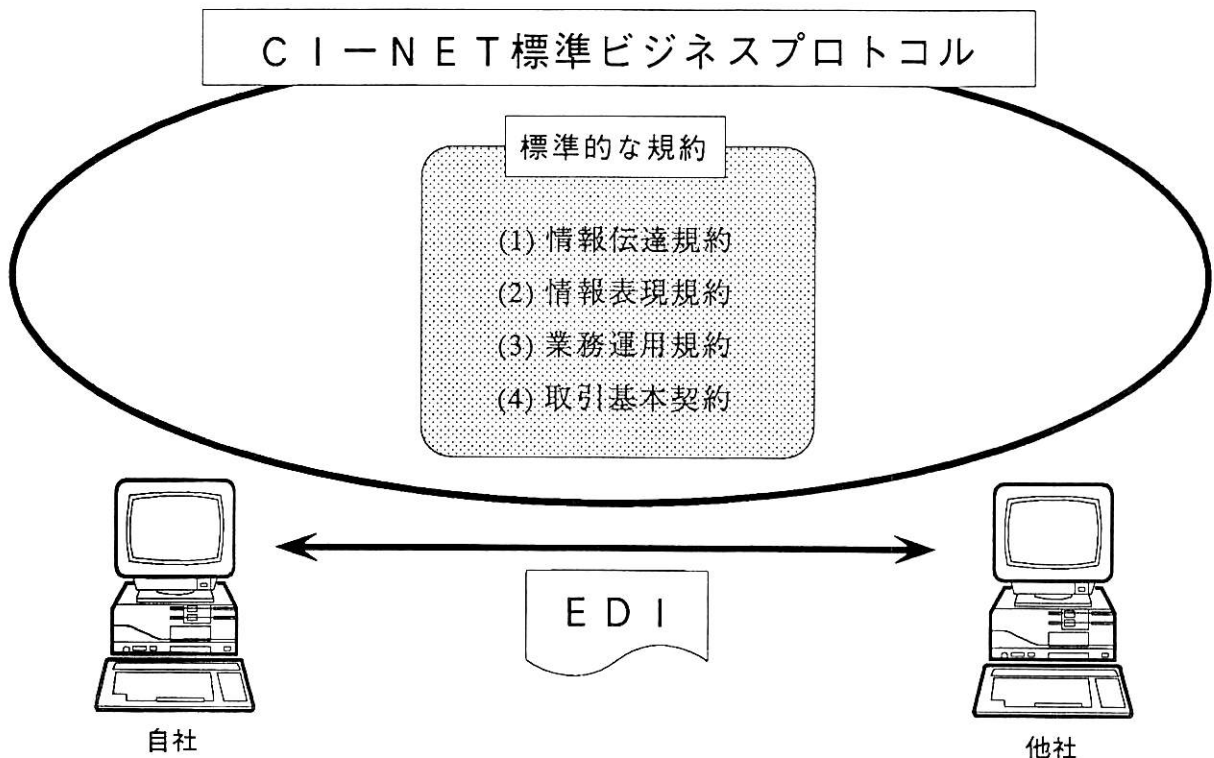 CI-NET標準ビジネスプロトコル
標準的な規約
(1) 情報伝達規約
(2) 情報表現規約
(3) 業務運用規約
(4) 取引基本契約
EDI
自社
他社